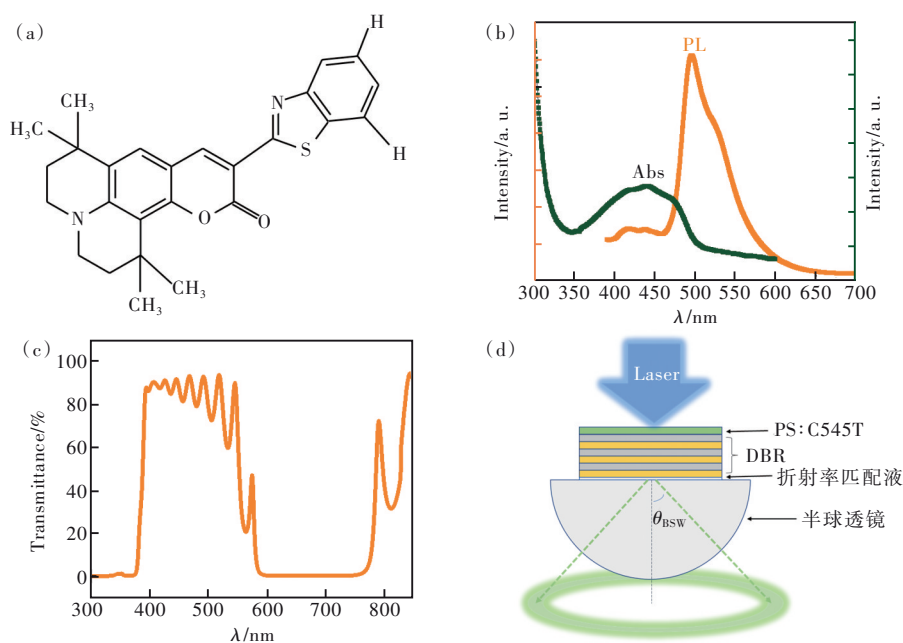 (a)
H
CH₃
H₃C
N
S
H
N
O
O
CH₃
CH₃
(b)
PL
Abs
Intensity/a. u.
Intensity/a. u.
300 350 400 450 500 600 700
λ/nm
(c)
100
80
60
40
20
0
Transmittance/%
300 400 500 600 700 800
λ/nm
(d)
Laser
PS:C545T
DBR
折射率匹配液
θBSW
半球透镜